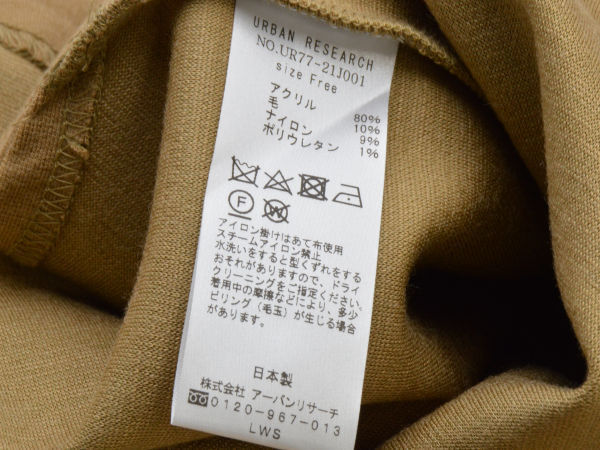 URBAN RESEARCH
NO.UR77-21J001
size Free
アクリル 80%
毛 10%
ナイロン 9%
ポリウレタン 1%
F
W
アイロン掛けはあて布使用
スチームアイロン禁止
水洗いをすると型くずれをする
おそれがありますので、ドライ
クリーニングをご指定ください。
着用中の摩擦などにより、多少
ピリング(毛玉)が生じる場合
があります。
日本製
株式会社 アーバンリサーチ
0120-967-013
LWS